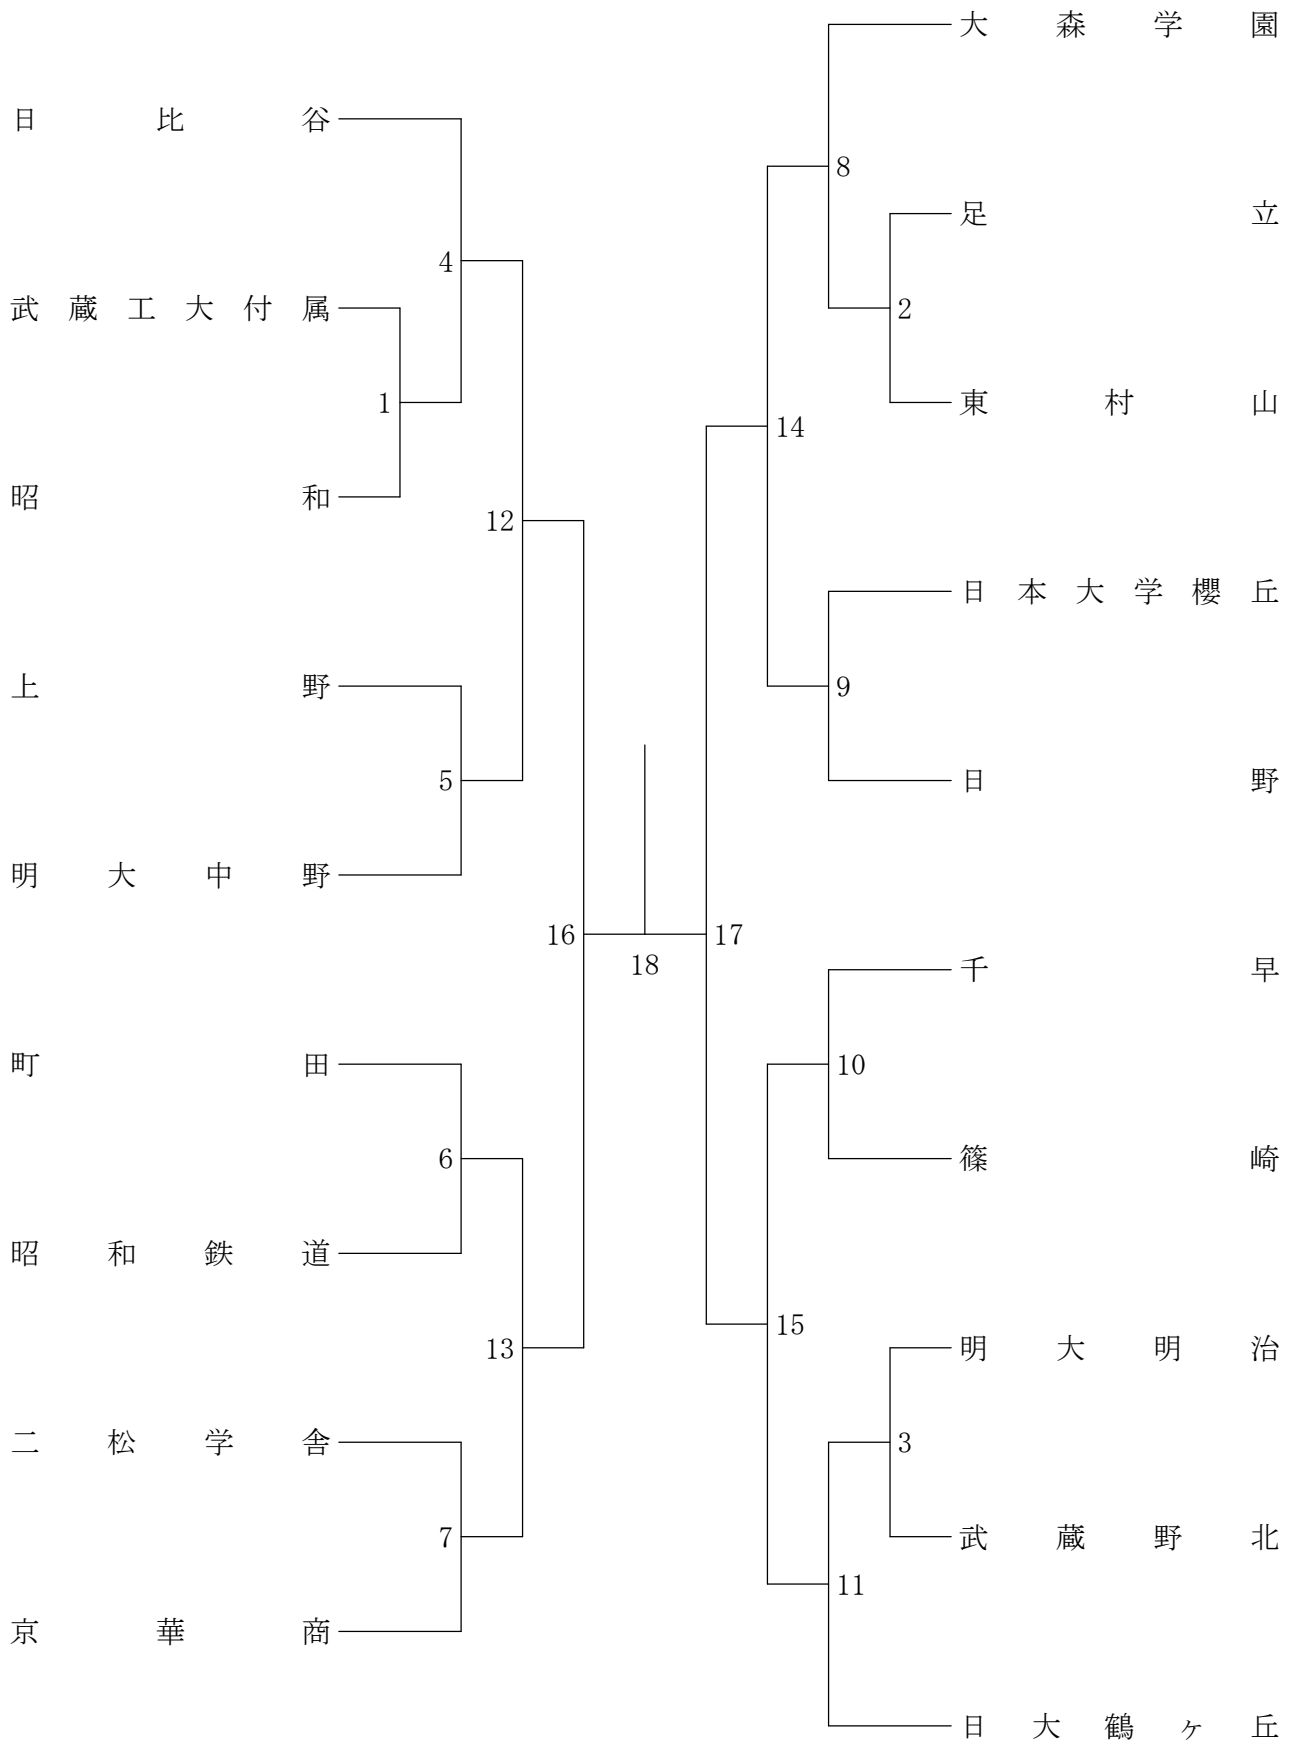 日比谷
4
武蔵工大付属
1
昭和
12
上野
5
明大中野
16
町田
6
昭和鉄道
13
二松学舎
7
京華商
18
大森学園
8
足立
2
東村山
14
日本大学櫻丘
9
日野
17
千早
10
篠崎
15
明大明治
3
武蔵野北
11
日大鶴ヶ丘